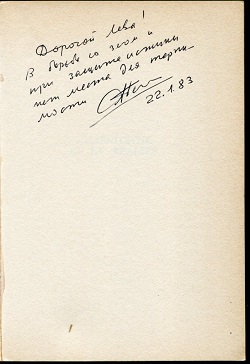 Дорогой Лева!
В борьбе со злом и
при защите истины
нет места для терпи-
мости
22.1.83